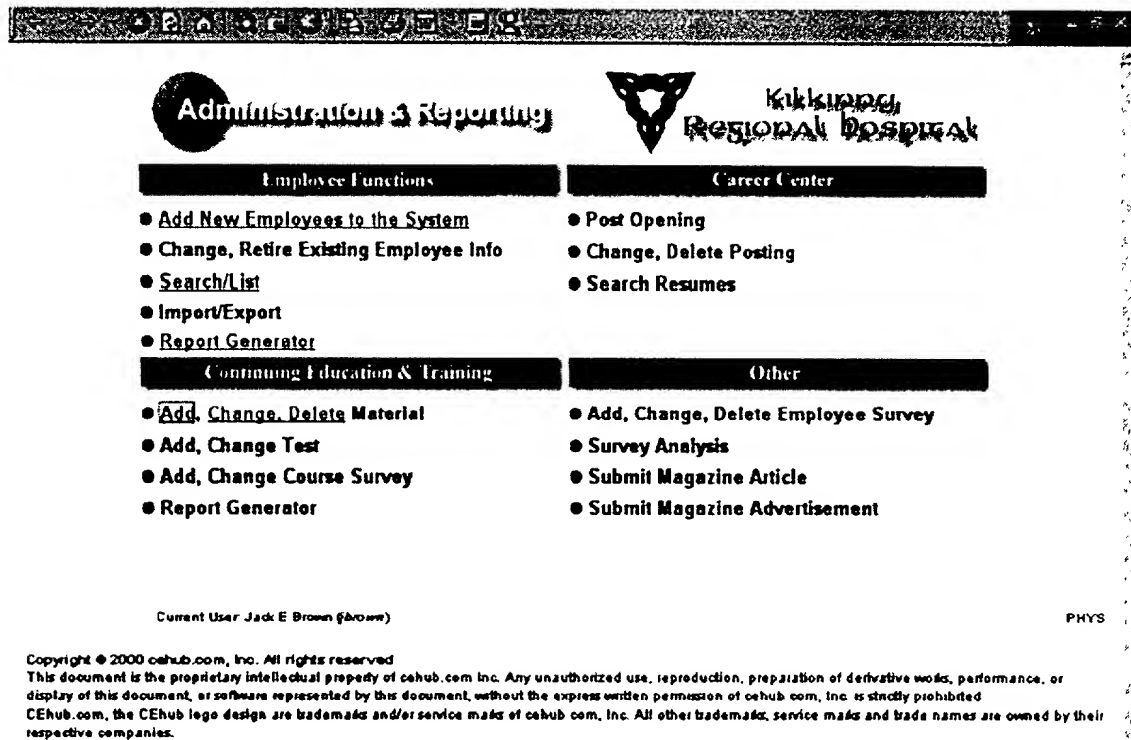 Administration & Reporting
Kikkinny
Regional Hospital
Employee Functions
Add New Employees to the System
Change, Retire Existing Employee Info
Search/List
Import/Export
Report Generator
Career Center
Post Opening
Change, Delete Posting
Search Resumes
Continuing Education & Training
Add, Change, Delete Material
Add, Change Test
Add, Change Course Survey
Report Generator
Other
Add, Change, Delete Employee Survey
Survey Analysis
Submit Magazine Article
Submit Magazine Advertisement
Current User Jack E Brown (brown)
PHYS
Copyright © 2000 cehub.com, Inc. All rights reserved
This document is the proprietary intellectual property of cehub.com Inc. Any unauthorized use, reproduction, preparation of derivative works, performance, or
display of this document, or software represented by this document, without the express written permission of cehub com, Inc. is strictly prohibited
CEhub.com, the CEhub logo design are trademarks and/or service marks of cehub com, Inc. All other trademarks, service marks and trade names are owned by their
respective companies.